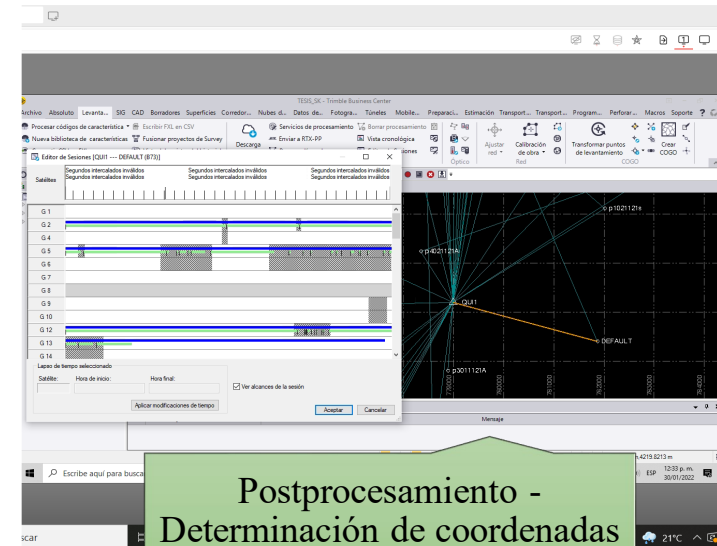 TESIS_SK - Trimble Business Center
Archivo Absoluto Levanta... SIG CAD Borradores Superficies Corredor... Nubes d... Datos de... Fotogra... Túneles Mobile... Preparaci... Estimación Transport... Transport... Program... Perforar... Macros Soporte
Procesar códigos de característica Escribir FXL en CSV Servicios de procesamiento Borrar procesamiento
Nueva biblioteca de características Fusionar proyectos de Survey Descarga Enviar a RTX-PP Vista cronológica Ajustar red Calibración de obra Transformar puntos de levantamiento Crear COGO
Óptico Red COGO
Editor de Sesiones [QUI1 --- DEFAULT (B73)]
Satélites Segundos intercalados inválidos Segundos intercalados inválidos Segundos intercalados inválidos
Segundos intercalados inválidos Segundos intercalados inválidos Segundos intercalados inválidos
G 1
G 2
G 4
G 5
G 6
G 7
G 8
G 9
G 10
G 12
G 13
G 14
Lapso de tiempo seleccionado
Satélite: Hora de inicio: Hora final:
Ver alcances de la sesión
Aplicar modificaciones de tiempo
Aceptar Cancelar
p1021121s
p4021121A
QUI1
DEFAULT
p3011121A
Mensaje
,4219.8213 m
Escribe aquí para busca
ESP 12:33 p. m.
30/01/2022
Postprocesamiento -
Determinación de coordenadas
scar
21°C